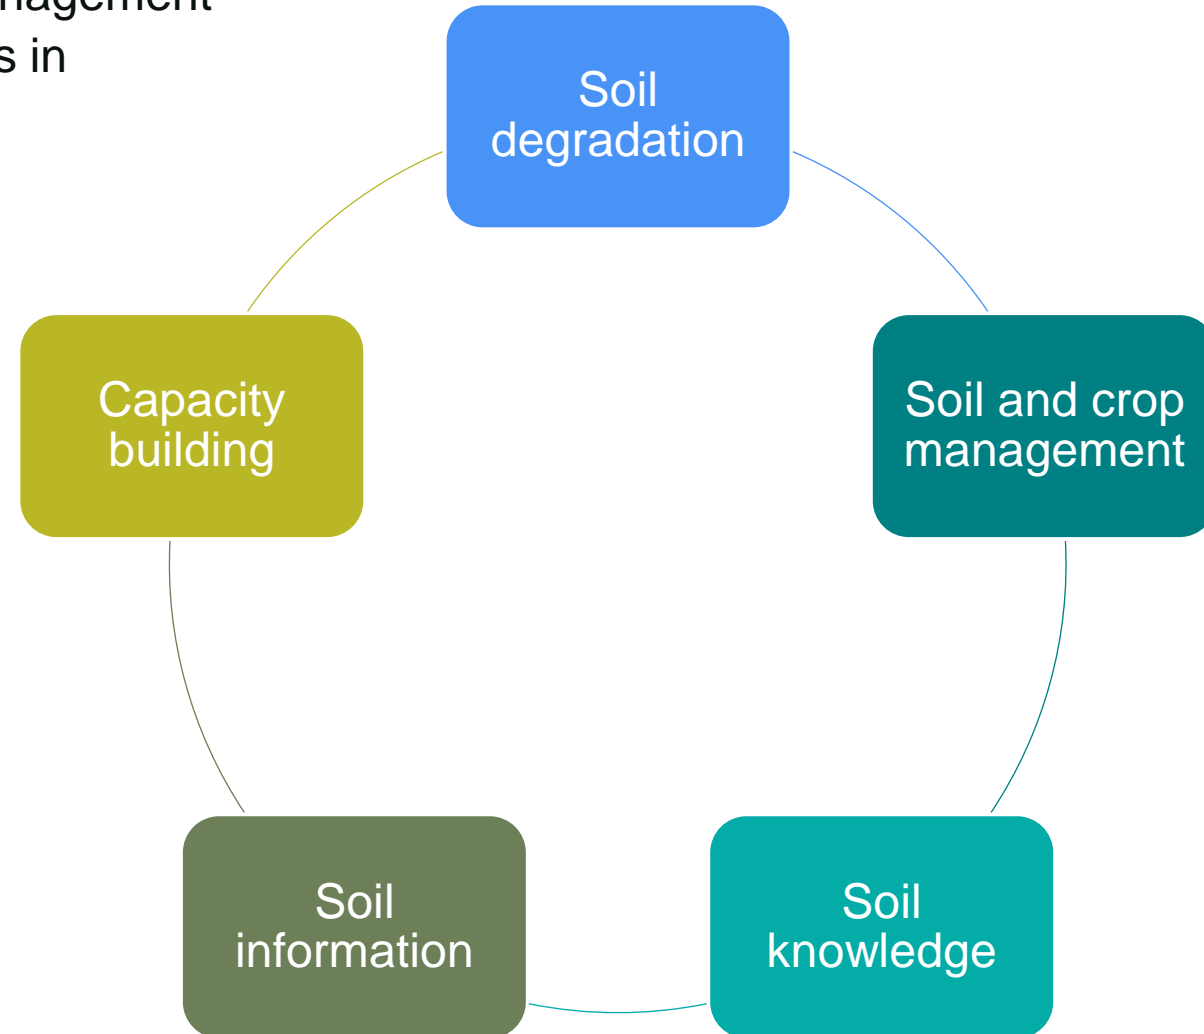 s in
Soil
degradation
Capacity
building
Soil and crop
management
Soil
information
Soil
knowledge